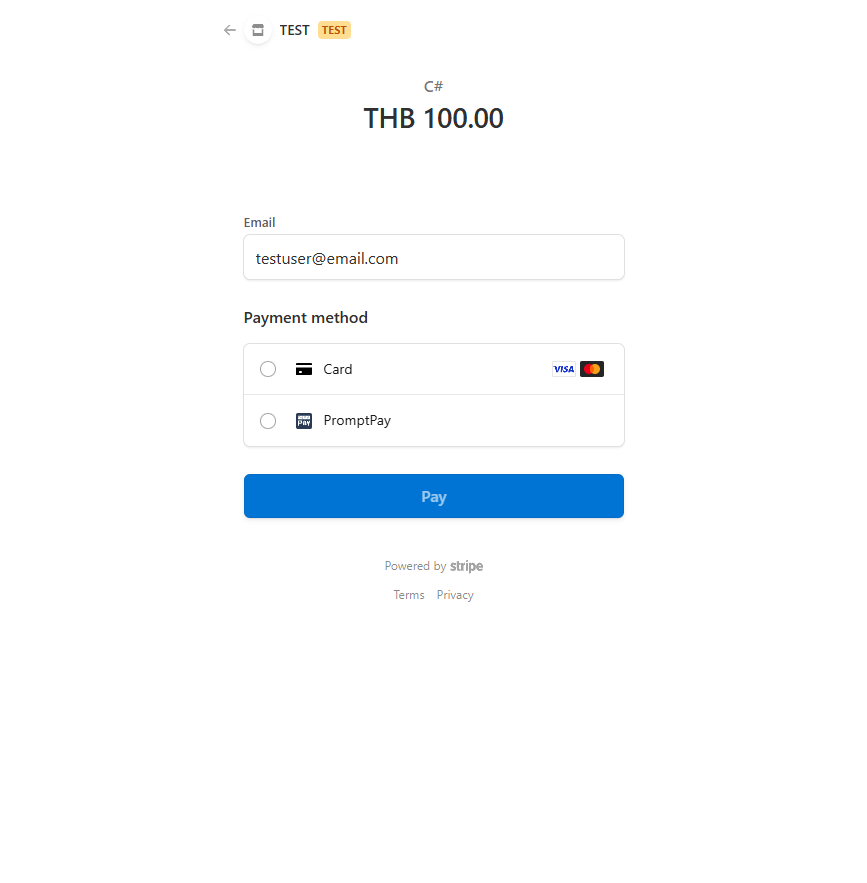 TEST TEST
C#
THB 100.00
Email
testuser@email.com
Payment method
Card VISA
PromptPay
Pay
Powered by stripe
Terms Privacy